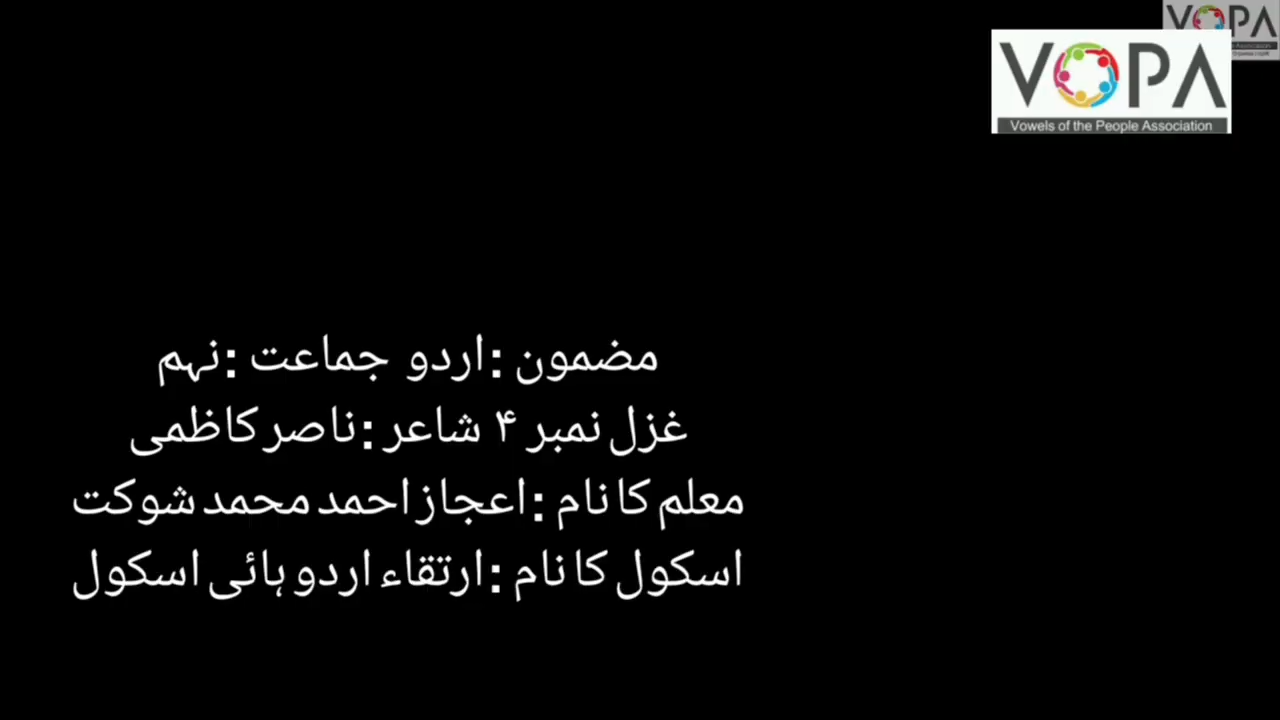 VOPA
VOPA
Vowels of the People Association
مضمون :اردو جماعت :نہم
غزل نمبر ۴ شاعر :ناصر کاظمی
معلم کا نام :اعجاز احمد محمد شوکت
اسکول کا نام :ارتقاء اردو ہائی اسکول